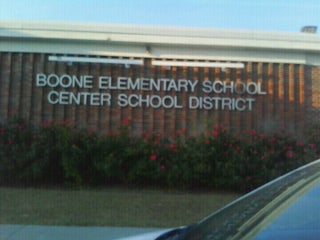 BOONE ELEMENTARY SCHOOL
CENTER SCHOOL DISTRICT